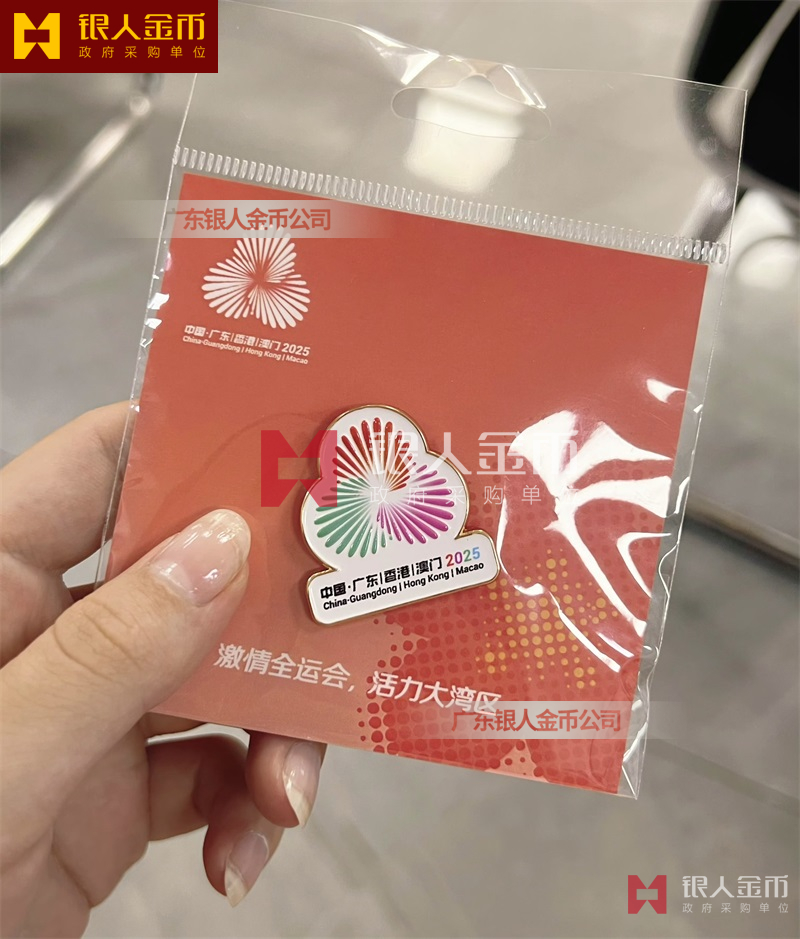 银人金币
政府采购单位
广东银人金币公司
中国·广东|香港|澳门 2025
China·Guangdong | Hong Kong | Macao
银人金币
政府采购单位
中国·广东|香港|澳门 2025
China·Guangdong | Hong Kong | Macao
激情全运会，活力大湾区
广东银人金币公司
银人金币
政府采购单位